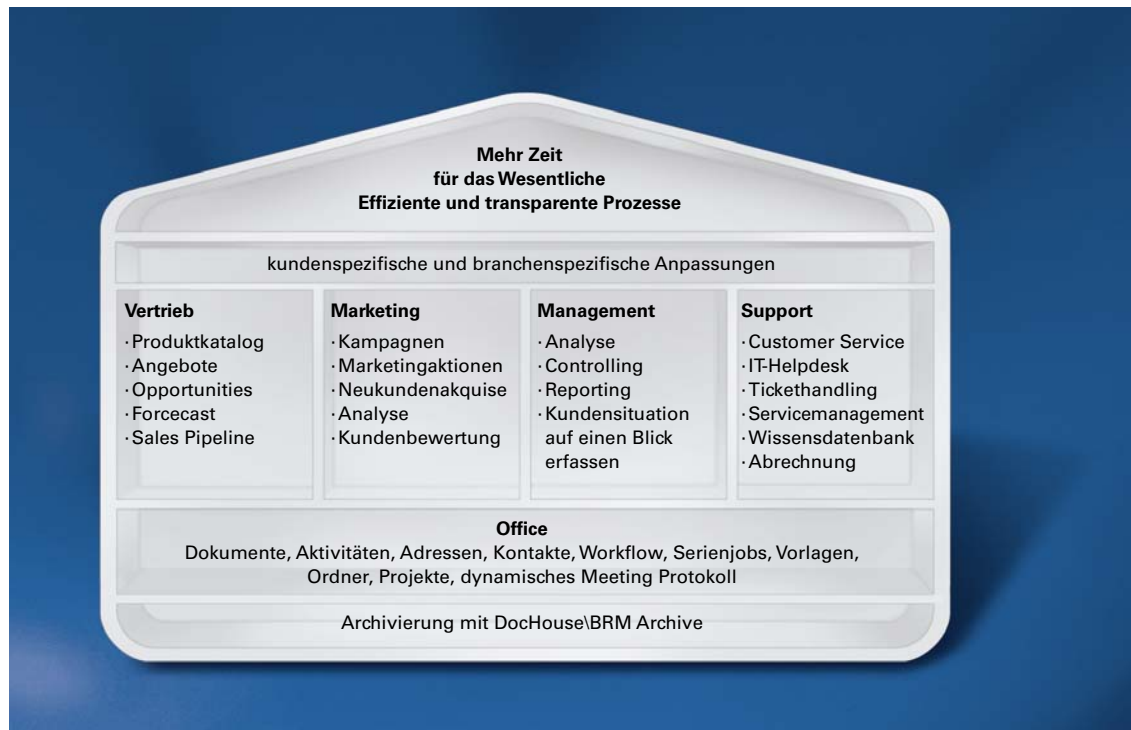 Mehr Zeit
für das Wesentliche
Effiziente und transparente Prozesse
kundenspezifische und branchenspezifische Anpassungen
Vertrieb
· Produktkatalog
· Angebote
· Opportunities
· Forcecast
· Sales Pipeline
Marketing
· Kampagnen
· Marketingaktionen
· Neukundenakquise
· Analyse
· Kundenbewertung
Management
· Analyse
· Controlling
· Reporting
· Kundensituation
auf einen Blick
erfassen
Support
· Customer Service
· IT-Helpdesk
· Tickethandling
· Servicemanagement
· Wissensdatenbank
· Abrechnung
Office
Dokumente, Aktivitäten, Adressen, Kontakte, Workflow, Serienjobs, Vorlagen,
Ordner, Projekte, dynamisches Meeting Protokoll
Archivierung mit DocHouse\BRM Archive